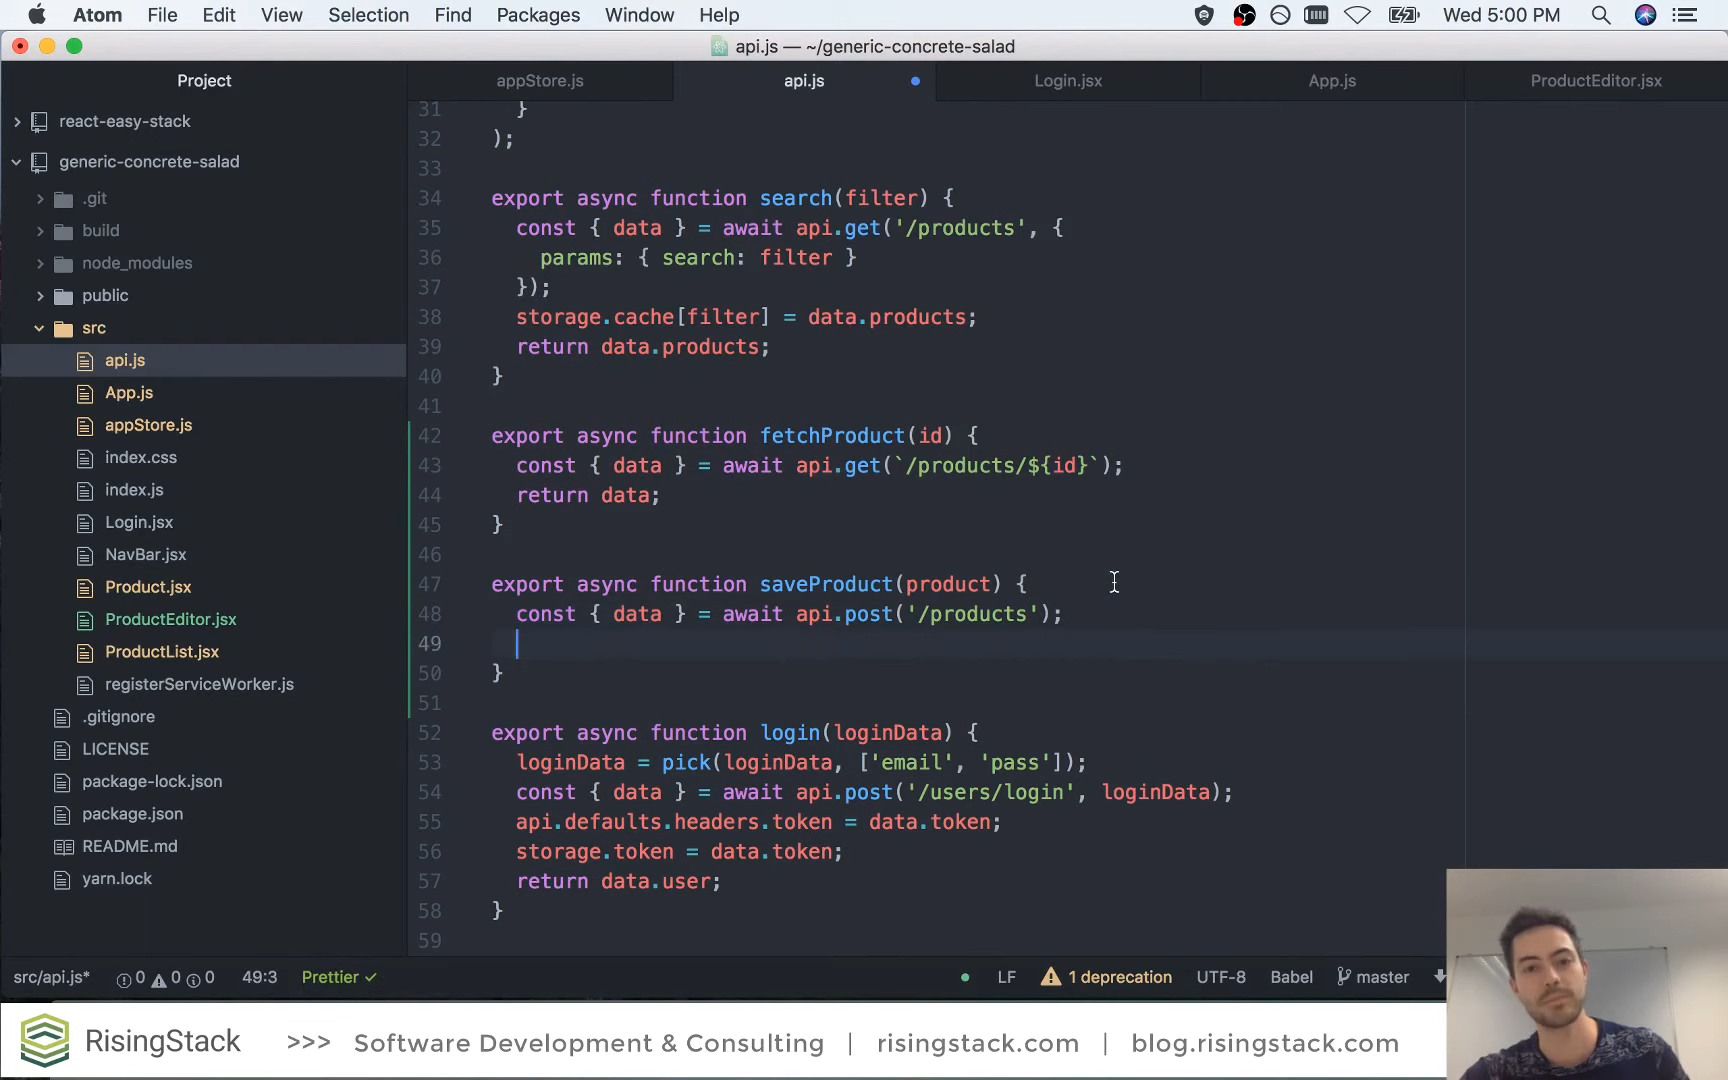 Atom File Edit View Selection Find Packages Window Help Wed 5:00 PM
api.js — ~/generic-concrete-salad
Project
appStore.js api.js Login.jsx App.js ProductEditor.jsx
react-easy-stack
generic-concrete-salad
.git
build
node_modules
public
src
api.js
App.js
appStore.js
index.css
index.js
Login.jsx
NavBar.jsx
Product.jsx
ProductEditor.jsx
ProductList.jsx
registerServiceWorker.js
.gitignore
LICENSE
package-lock.json
package.json
README.md
yarn.lock
31     }
32 );
33
34 export async function search(filter) {
35   const { data } = await api.get('/products', {
36     params: { search: filter }
37   });
38   storage.cache[filter] = data.products;
39   return data.products;
40 }
41
42 export async function fetchProduct(id) {
43   const { data } = await api.get(`/products/${id}`);
44   return data;
45 }
46
47 export async function saveProduct(product) {
48   const { data } = await api.post('/products');
49
50 }
51
52 export async function login(loginData) {
53   loginData = pick(loginData, ['email', 'pass']);
54   const { data } = await api.post('/users/login', loginData);
55   api.defaults.headers.token = data.token;
56   storage.token = data.token;
57   return data.user;
58 }
59
src/api.js* 0 0 0 49:3 Prettier ✓ LF 1 deprecation UTF-8 Babel master
RisingStack >>> Software Development & Consulting | risingstack.com | blog.risingstack.com